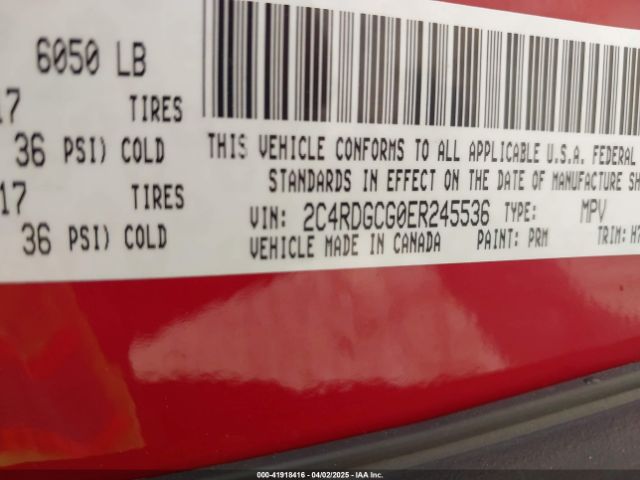 6050 LB
17 TIRES
36 PSI) COLD
17 TIRES
36 PSI) COLD
THIS VEHICLE CONFORMS TO ALL APPLICABLE U.S.A. FEDERAL
STANDARDS IN EFFECT ON THE DATE OF MANUFACTURE SH
VIN: 2C4RDGCG0ER245536 TYPE: MPV
VEHICLE MADE IN CANADA PAINT: PRM TRIM: H7
000-41918416 | 04/02/2025 | IAA Inc.